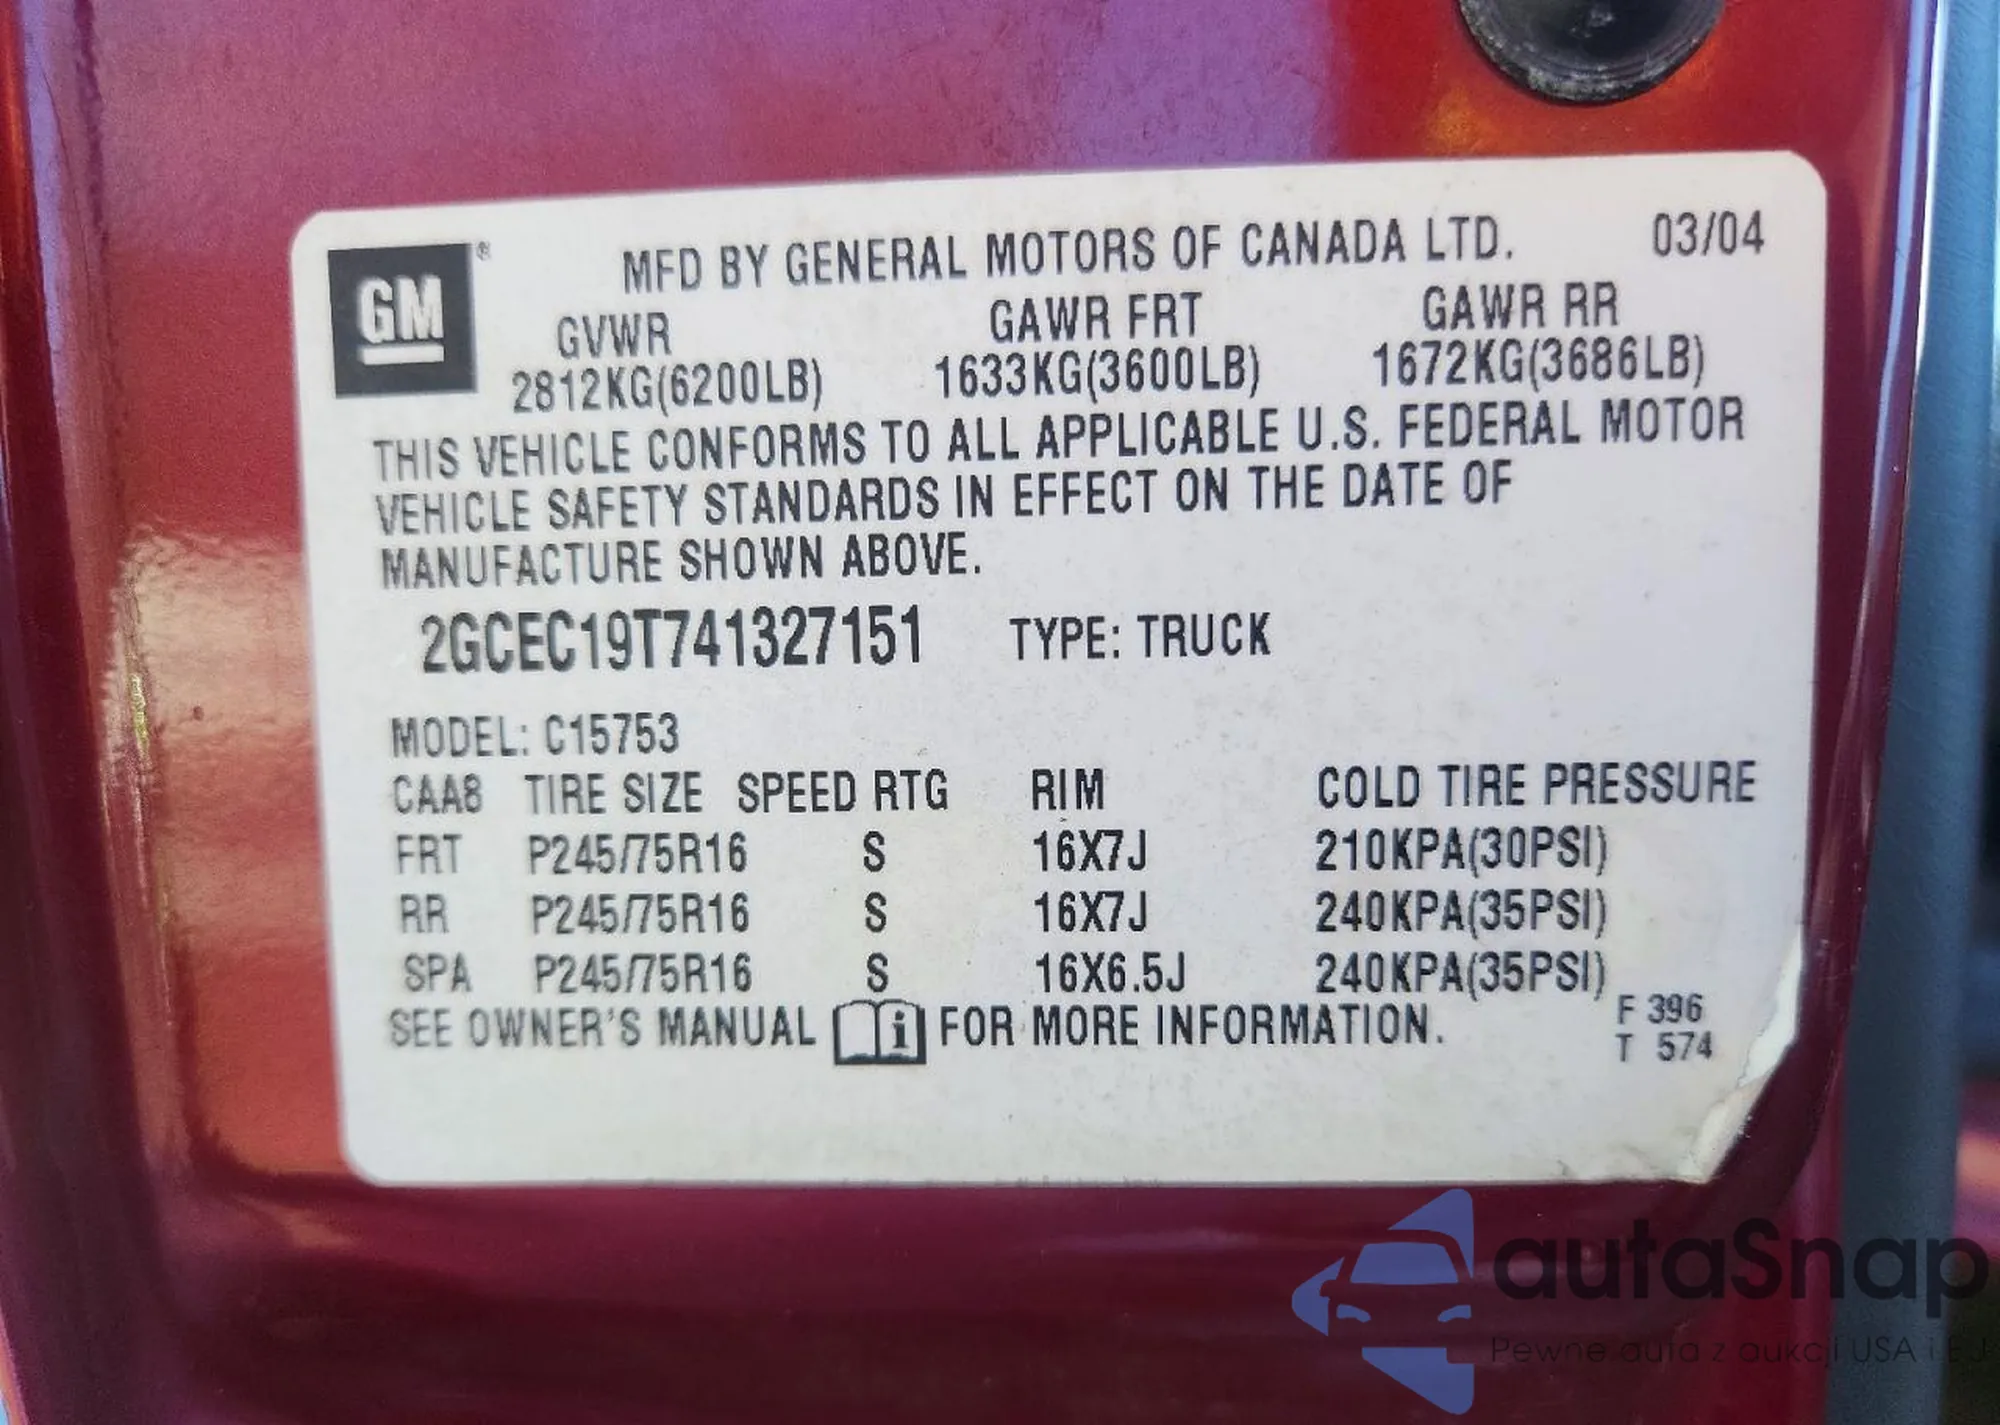 GM ®
MFD BY GENERAL MOTORS OF CANADA LTD. 03/04
GVWR GAWR FRT GAWR RR
2812KG(6200LB) 1633KG(3600LB) 1672KG(3686LB)
THIS VEHICLE CONFORMS TO ALL APPLICABLE U.S. FEDERAL MOTOR
VEHICLE SAFETY STANDARDS IN EFFECT ON THE DATE OF
MANUFACTURE SHOWN ABOVE.
2GCEC19T741327151 TYPE: TRUCK
MODEL: C15753
CAA8 TIRE SIZE SPEED RTG RIM COLD TIRE PRESSURE
FRT P245/75R16 S 16X7J 210KPA(30PSI)
RR P245/75R16 S 16X7J 240KPA(35PSI)
SPA P245/75R16 S 16X6.5J 240KPA(35PSI)
SEE OWNER'S MANUAL i FOR MORE INFORMATION.
F 396
T 574
autaSnap
Pewne auta z aukcji USA i